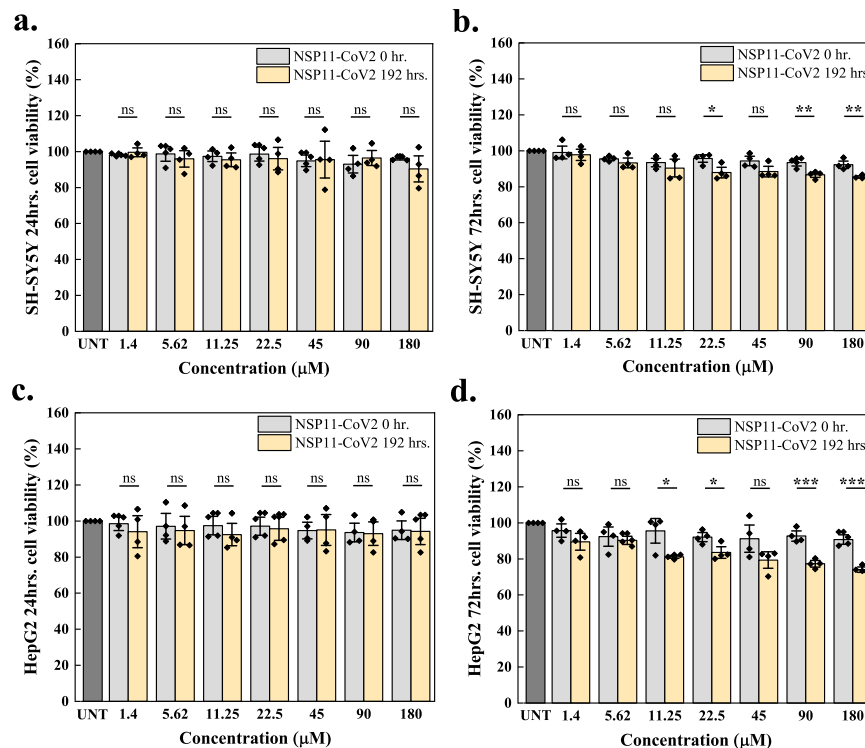 a.
SH-SY5Y 24hrs. cell viability (%)
160
140
120
100
80
60
40
20
0
NSP11-CoV2 0 hr.
NSP11-CoV2 192 hrs.
ns ns ns ns ns ns ns
UNT 1.4 5.62 11.25 22.5 45 90 180
Concentration (μM)
b.
SH-SY5Y 72hrs. cell viability (%)
160
140
120
100
80
60
40
20
0
NSP11-CoV2 0 hr.
NSP11-CoV2 192 hrs.
ns ns ns * ns ** **
UNT 1.4 5.62 11.25 22.5 45 90 180
Concentration (μM)
c.
HepG2 24hrs. cell viability (%)
160
140
120
100
80
60
40
20
0
NSP11-CoV2 0 hr.
NSP11-CoV2 192 hrs.
ns ns ns ns ns ns ns
UNT 1.4 5.62 11.25 22.5 45 90 180
Concentration (μM)
d.
HepG2 72hrs. cell viability (%)
160
140
120
100
80
60
40
20
0
NSP11-CoV2 0 hr.
NSP11-CoV2 192 hrs
ns ns * * ns *** ***
UNT 1.4 5.62 11.25 22.5 45 90 180
Concentration (μM)